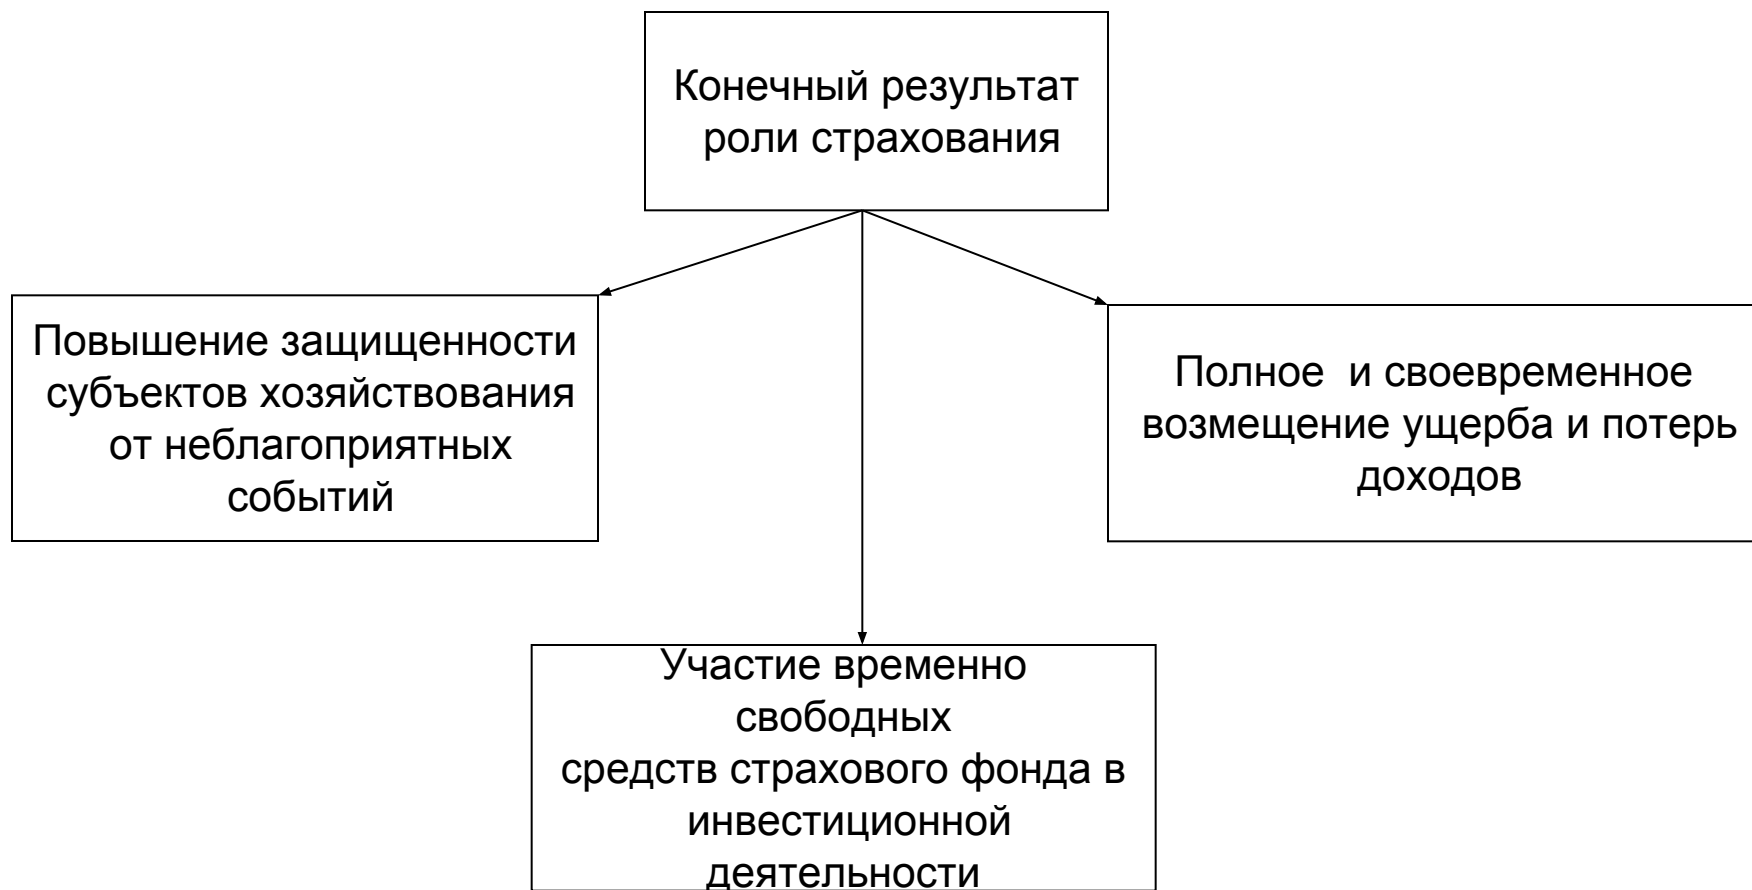 Конечный результат
роли страхования
Повышение защищенности
субъектов хозяйствования
от неблагоприятных
событий
Полное  и своевременное
возмещение ущерба и потерь
доходов
Участие временно
свободных
средств страхового фонда в
инвестиционной
деятельности